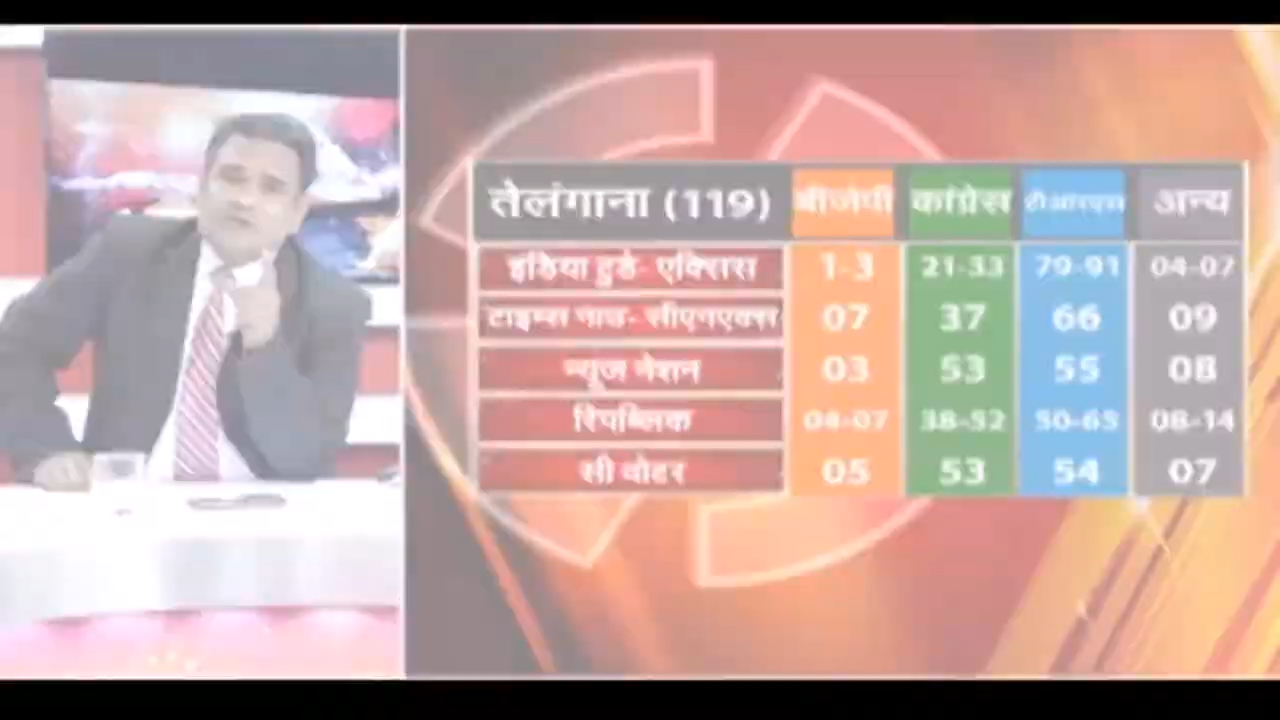 तेलंगाना (119) बीजेपी कांग्रेस टीआरएस अन्य
इंडिया टुडे- एक्सिस 1-3 21-33 79-91 04-07
टाइम्स नाउ- सीएनएक्स 07 37 66 09
न्यूज नेशन 03 53 55 08
रिपब्लिक 04-07 38-52 50-65 08-14
सी वोटर 05 53 54 07